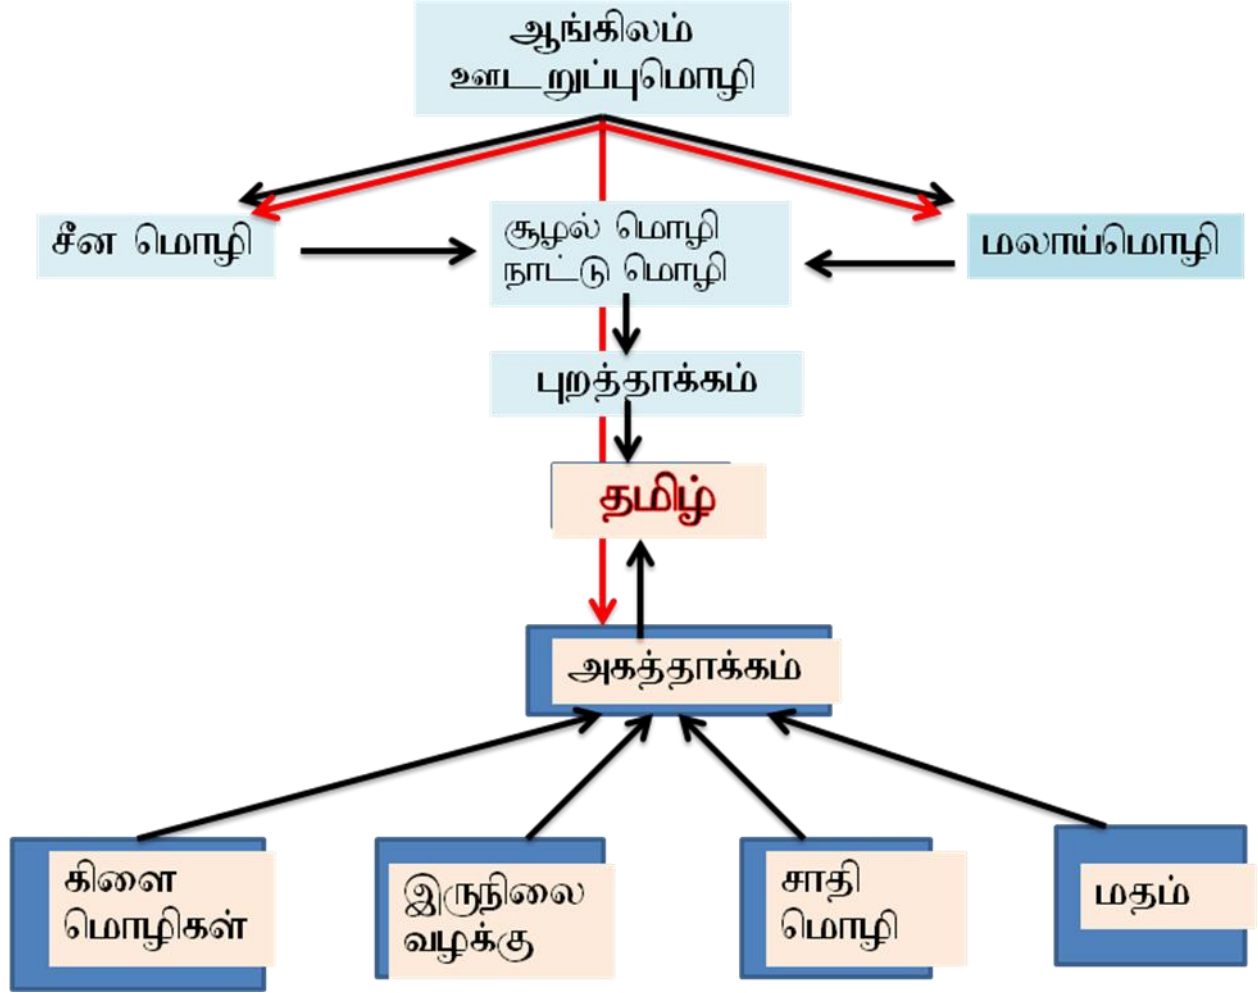 ஆங்கிலம்
ஊடறுப்புமொழி
சீன மொழி
சூழல் மொழி
நாட்டு மொழி
மலாய்மொழி
புறத்தாக்கம்
தமிழ்
அகத்தாக்கம்
கிளை
மொழிகள்
இருநிலை
வழக்கு
சாதி
மொழி
மதம்